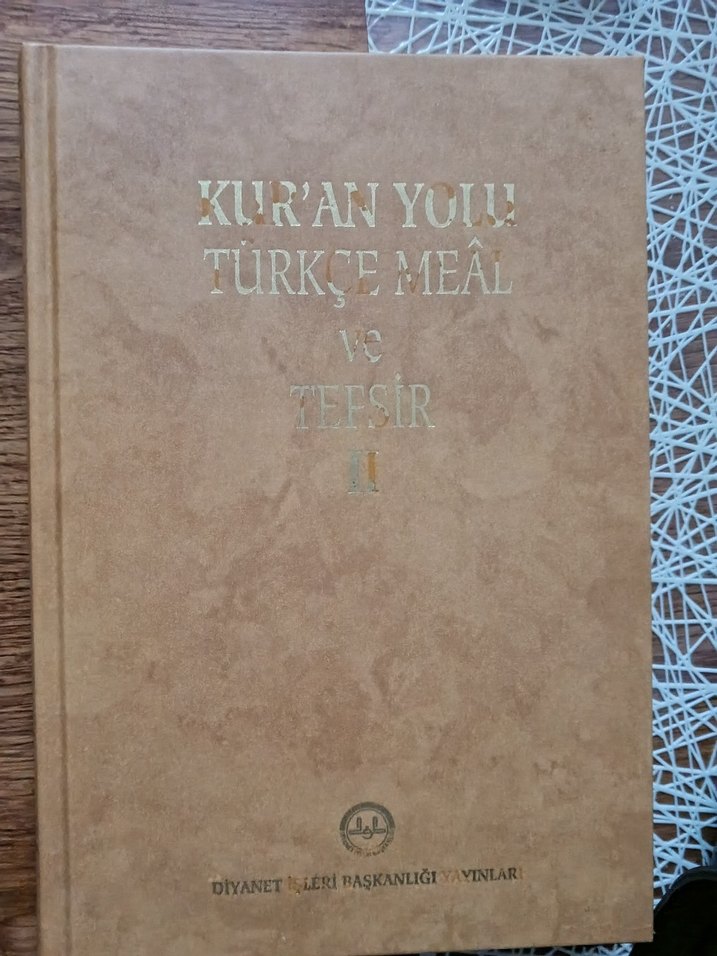 KUR'AN YOLU
TÜRKÇE MEÂL
ve
TEFSİR
II
DİYANET İŞLERİ BAŞKANLIĞI YAYINLARI